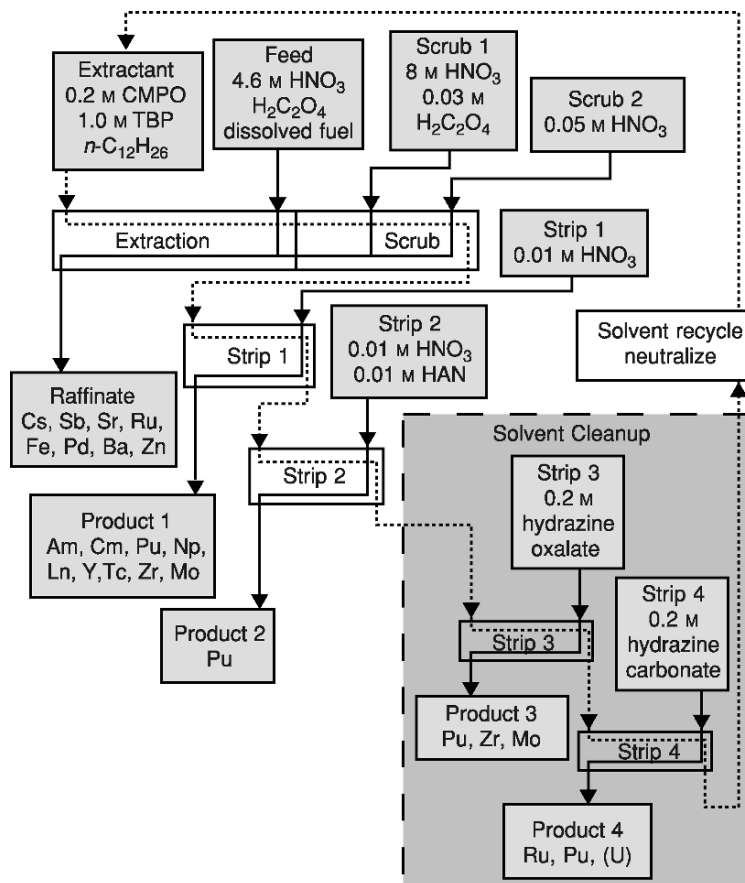 Extractant
0.2 M CMPO
1.0 M TBP
n-C₁₂H₂₆
Feed
4.6 M HNO₃
H₂C₂O₄
dissolved fuel
Scrub 1
8 M HNO₃
0.03 M
H₂C₂O₄
Scrub 2
0.05 M HNO₃
Extraction
Scrub
Strip 1
0.01 M HNO₃
Strip 1
Strip 2
0.01 M HNO₃
0.01 M HAN
Solvent recycle
neutralize
Raffinate
Cs, Sb, Sr, Ru,
Fe, Pd, Ba, Zn
Strip 2
Solvent Cleanup
Strip 3
0.2 M
hydrazine
oxalate
Product 1
Am, Cm, Pu, Np,
Ln, Y,Tc, Zr, Mo
Strip 4
0.2 M
hydrazine
carbonate
Product 2
Pu
Strip 3
Product 3
Pu, Zr, Mo
Strip 4
Product 4
Ru, Pu, (U)